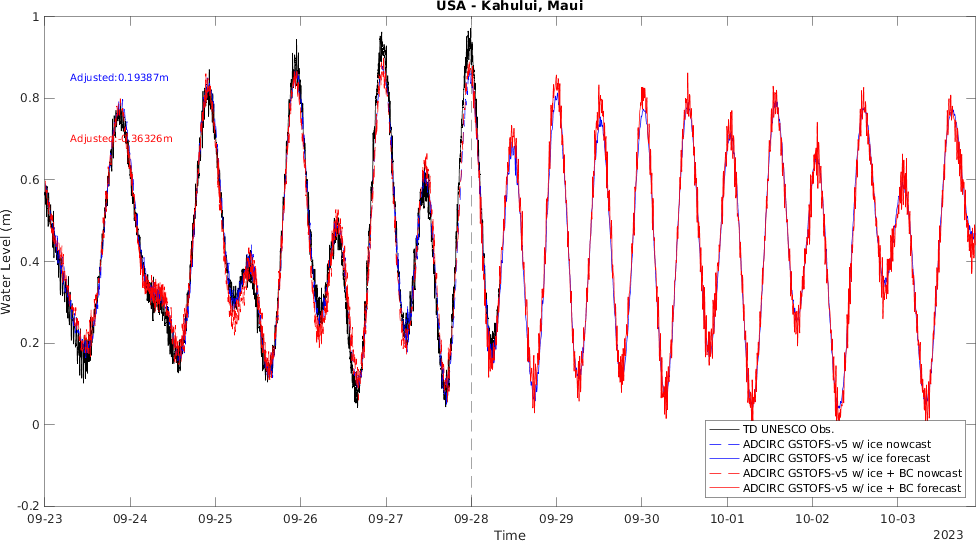 USA - Kahului, Maui
1
0.8
0.6
0.4
0.2
0
-0.2
Water Level (m)
Adjusted:0.19387m
Adjusted:-0.36326m
TD UNESCO Obs.
ADCIRC GSTOFS-v5 w/ ice nowcast
ADCIRC GSTOFS-v5 w/ ice forecast
ADCIRC GSTOFS-v5 w/ ice + BC nowcast
ADCIRC GSTOFS-v5 w/ ice + BC forecast
09-23 09-24 09-25 09-26 09-27 09-28 09-29 09-30 10-01 10-02 10-03
Time
2023